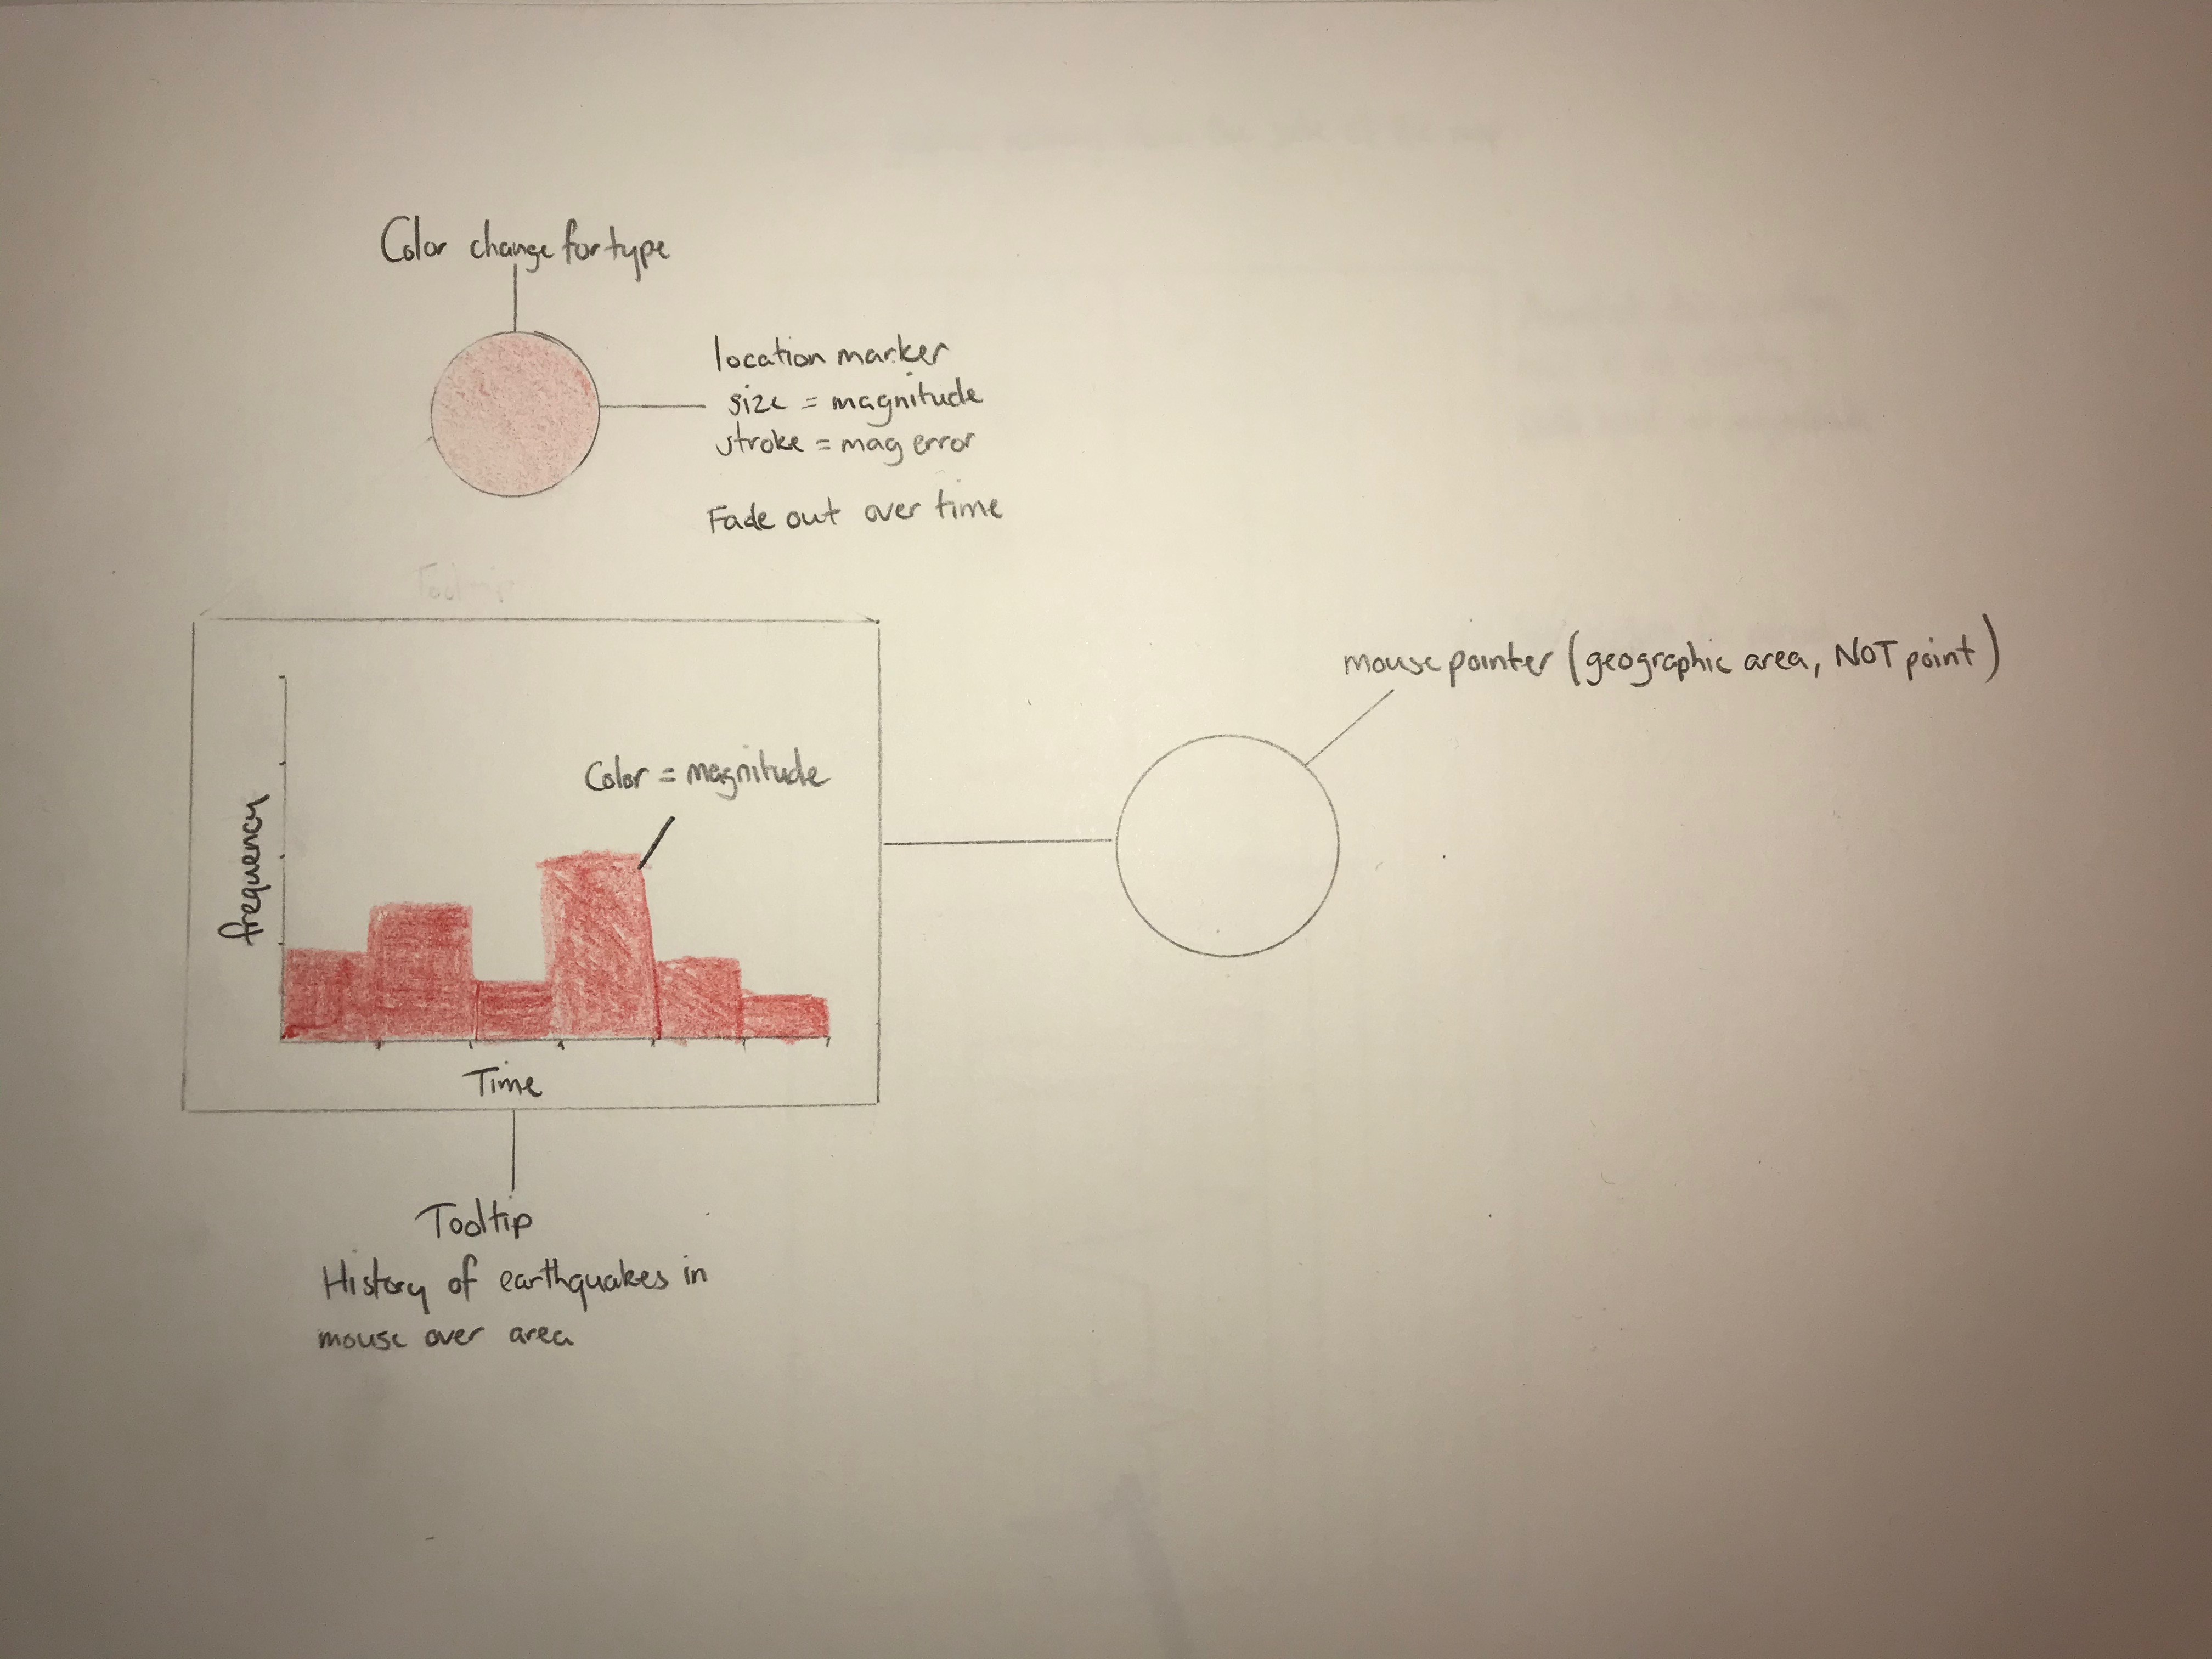 Color change for type
location marker
size = magnitude
stroke = mag error
Fade out over time
mouse pointer (geographic area, NOT point)
Color = magnitude
frequency
Time
Tooltip
History of earthquakes in
mouse over area